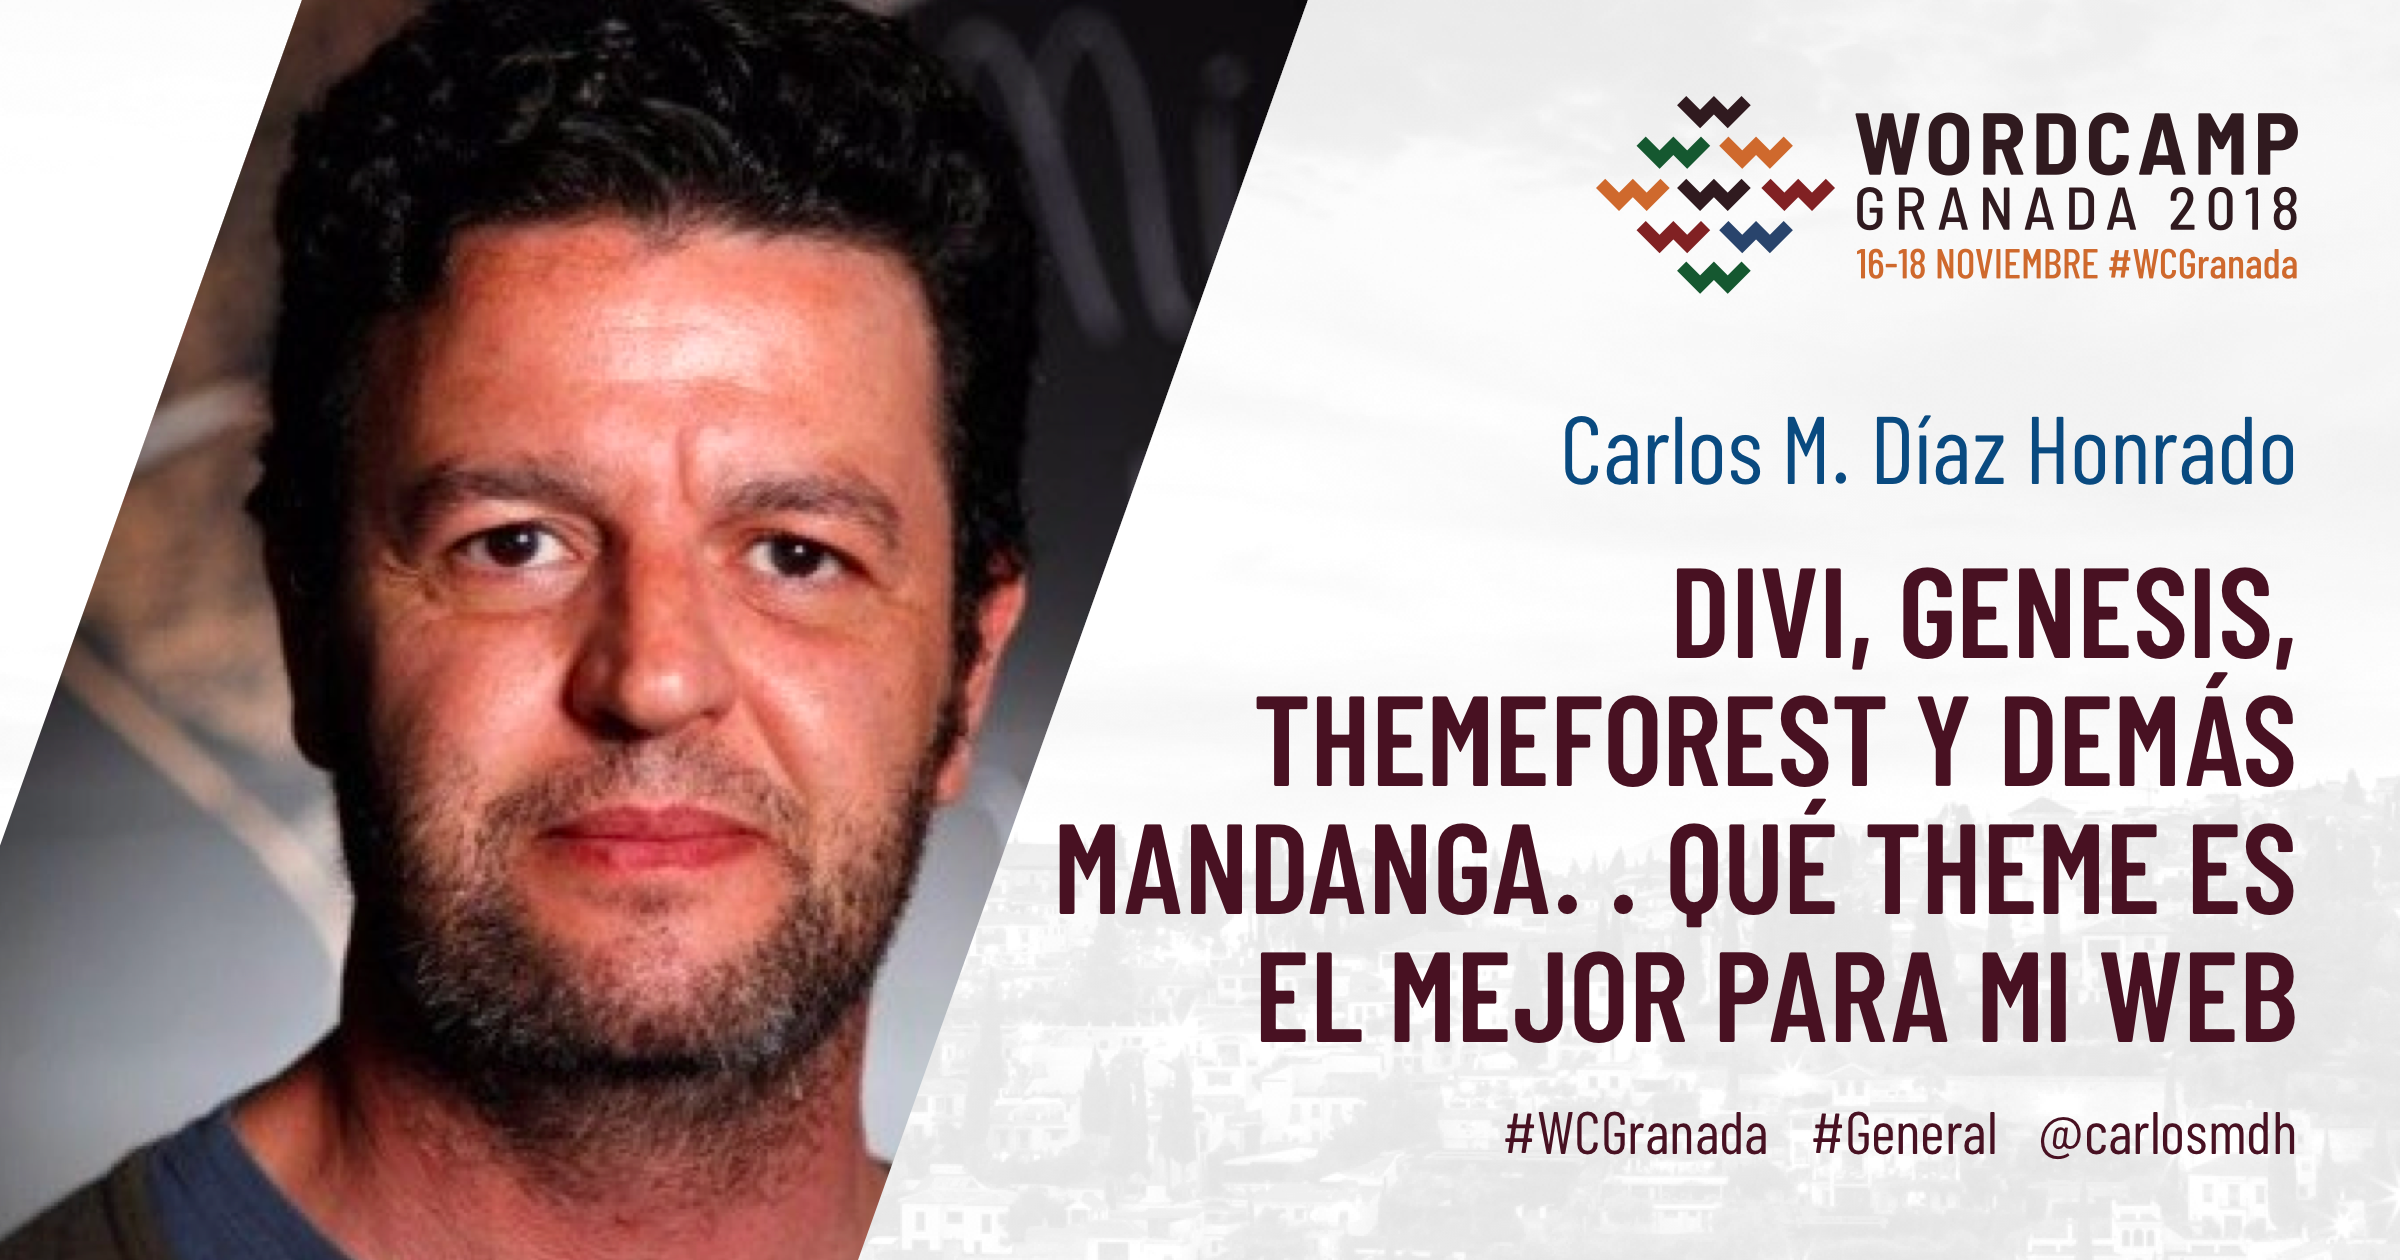 WORDCAMP
GRANADA 2018
16-18 NOVIEMBRE #WCGranada
Carlos M. Díaz Honrado
DIVI, GENESIS,
THEMEFOREST Y DEMÁS
MANDANGA. . QUÉ THEME ES
EL MEJOR PARA MI WEB
#WCGranada #General @carlosmdh